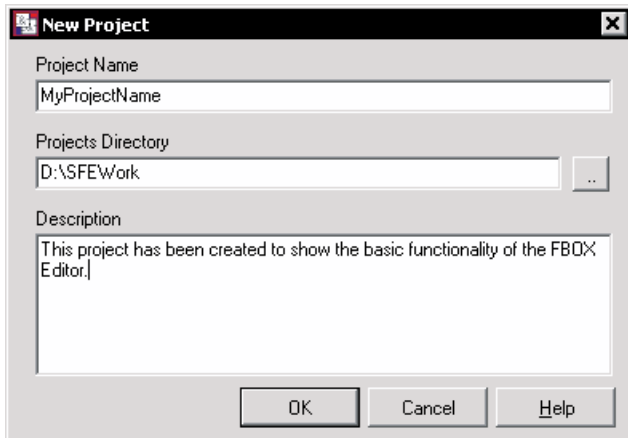 New Project
Project Name
MyProjectName
Projects Directory
D:\SFEWork
..
Description
This project has been created to show the basic functionality of the FBOX
Editor.
OK Cancel Help